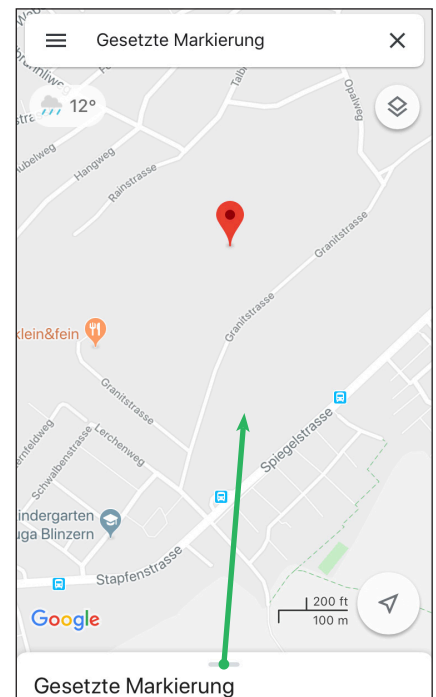 Gesetzte Markierung
12°
Talbr
Opalweg
Hangweg
Rainstrasse
Granitstrasse
Granitstrasse
klein&fein
Granitstrasse
Lerchenweg
Schwalbenstrasse
Spiegelstrasse
indergarten
uga Blinzern
Stapfenstrasse
Google
200 ft
100 m
Gesetzte Markierung